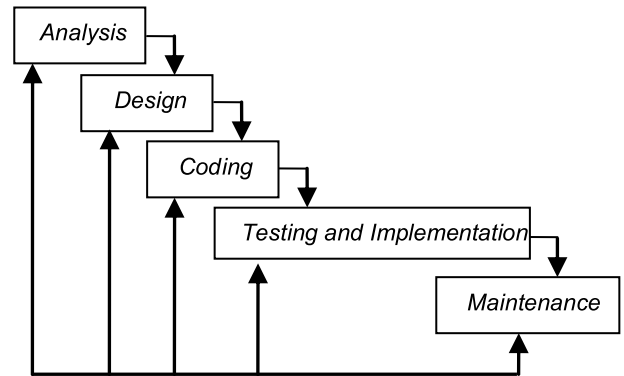 Analysis
Design
Coding
Testing and Implementation
Maintenance